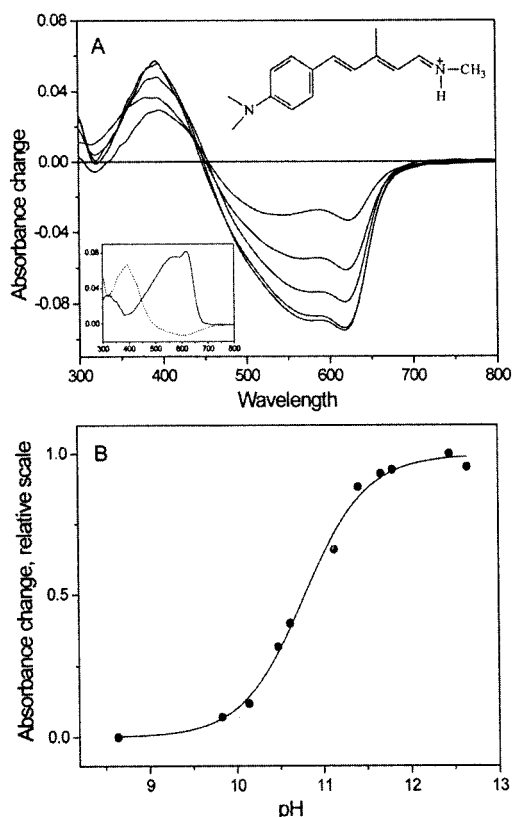 A
0.04
0.00
-0.04
-0.08
Absorbance change
N
N
+
H
CH3
0.08
0.04
0.00
300 400 500 600 700 800
300 400 500 600 700 800
Wavelength
B
1.0
0.5
0.0
Absorbance change, relative scale
9 10 11 12 13
pH